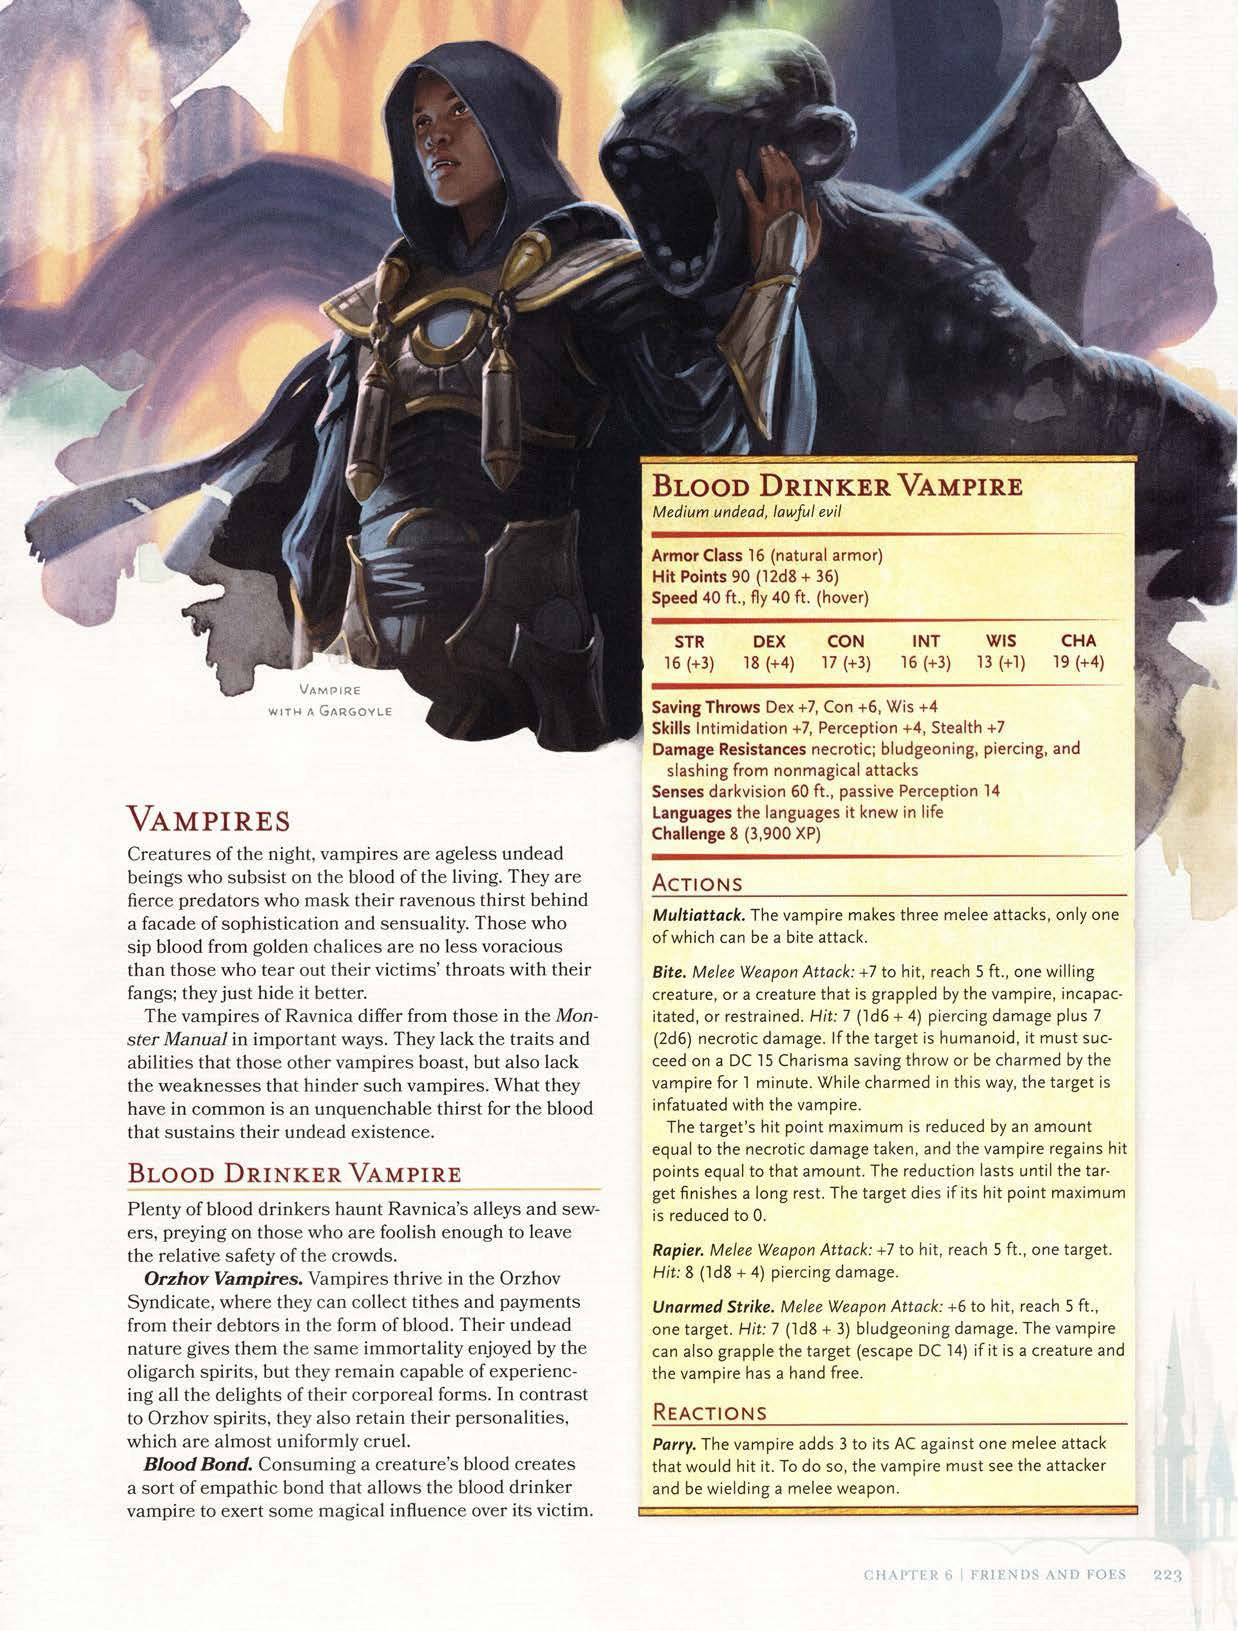 VAMPIRE
WITH A GARGOYLE
VAMPIRES
Creatures of the night, vampires are ageless undead
beings who subsist on the blood of the living. They are
fierce predators who mask their ravenous thirst behind
a facade of sophistication and sensuality. Those who
sip blood from golden chalices are no less voracious
than those who tear out their victims' throats with their
fangs; they just hide it better.
The vampires of Ravnica differ from those in the Mon-
ster Manual in important ways. They lack the traits and
abilities that those other vampires boast, but also lack
the weaknesses that hinder such vampires. What they
have in common is an unquenchable thirst for the blood
that sustains their undead existence.
BLOOD DRINKER VAMPIRE
Plenty of blood drinkers haunt Ravnica's alleys and sew-
ers, preying on those who are foolish enough to leave
the relative safety of the crowds.
Orzhov Vampires. Vampires thrive in the Orzhov
Syndicate, where they can collect tithes and payments
from their debtors in the form of blood. Their undead
nature gives them the same immortality enjoyed by the
oligarch spirits, but they remain capable of experienc-
ing all the delights of their corporeal forms. In contrast
to Orzhov spirits, they also retain their personalities,
which are almost uniformly cruel.
Blood Bond. Consuming a creature's blood creates
a sort of empathic bond that allows the blood drinker
vampire to exert some magical influence over its victim.
BLOOD DRINKER VAMPIRE
Medium undead, lawful evil
Armor Class 16 (natural armor)
Hit Points 90 (12d8 + 36)
Speed 40 ft., fly 40 ft. (hover)
STR DEX CON INT WIS CHA
16 (+3) 18 (+4) 17 (+3) 16 (+3) 13 (+1) 19 (+4)
Saving Throws Dex +7, Con +6, Wis +4
Skills Intimidation +7, Perception +4, Stealth +7
Damage Resistances necrotic; bludgeoning, piercing, and
slashing from nonmagical attacks
Senses darkvision 60 ft., passive Perception 14
Languages the languages it knew in life
Challenge 8 (3,900 XP)
ACTIONS
Multiattack. The vampire makes three melee attacks, only one
of which can be a bite attack.
Bite. Melee Weapon Attack: +7 to hit, reach 5 ft., one willing
creature, or a creature that is grappled by the vampire, incapac-
itated, or restrained. Hit: 7 (1d6 + 4) piercing damage plus 7
(2d6) necrotic damage. If the target is humanoid, it must suc-
ceed on a DC 15 Charisma saving throw or be charmed by the
vampire for 1 minute. While charmed in this way, the target is
infatuated with the vampire.
The target's hit point maximum is reduced by an amount
equal to the necrotic damage taken, and the vampire regains hit
points equal to that amount. The reduction lasts until the tar-
get finishes a long rest. The target dies if its hit point maximum
is reduced to 0.
Rapier. Melee Weapon Attack: +7 to hit, reach 5 ft., one target.
Hit: 8 (1d8 + 4) piercing damage.
Unarmed Strike. Melee Weapon Attack: +6 to hit, reach 5 ft.,
one target. Hit: 7 (1d8 + 3) bludgeoning damage. The vampire
can also grapple the target (escape DC 14) if it is a creature and
the vampire has a hand free.
REACTIONS
Parry. The vampire adds 3 to its AC against one melee attack
that would hit it. To do so, the vampire must see the attacker
and be wielding a melee weapon.
CHAPTER 6 | FRIENDS AND FOES 223